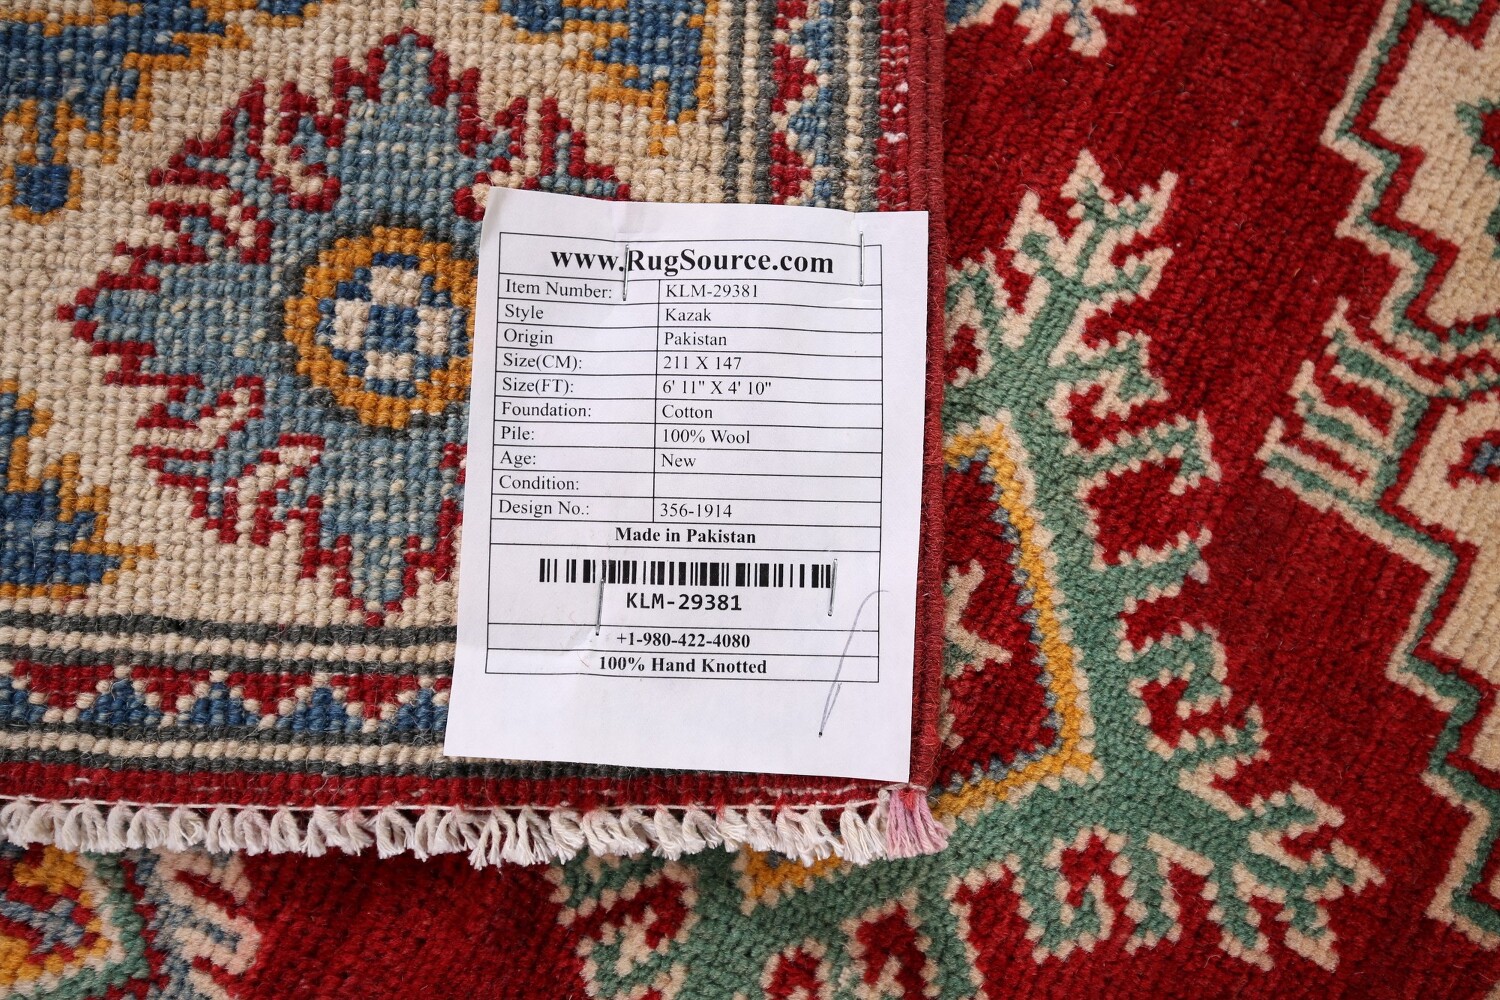 www.RugSource.com
Item Number: KLM-29381
Style Kazak
Origin Pakistan
Size(CM): 211 X 147
Size(FT): 6' 11" X 4' 10"
Foundation: Cotton
Pile: 100% Wool
Age: New
Condition:
Design No.: 356-1914
Made in Pakistan
KLM-29381
+1-980-422-4080
100% Hand Knotted